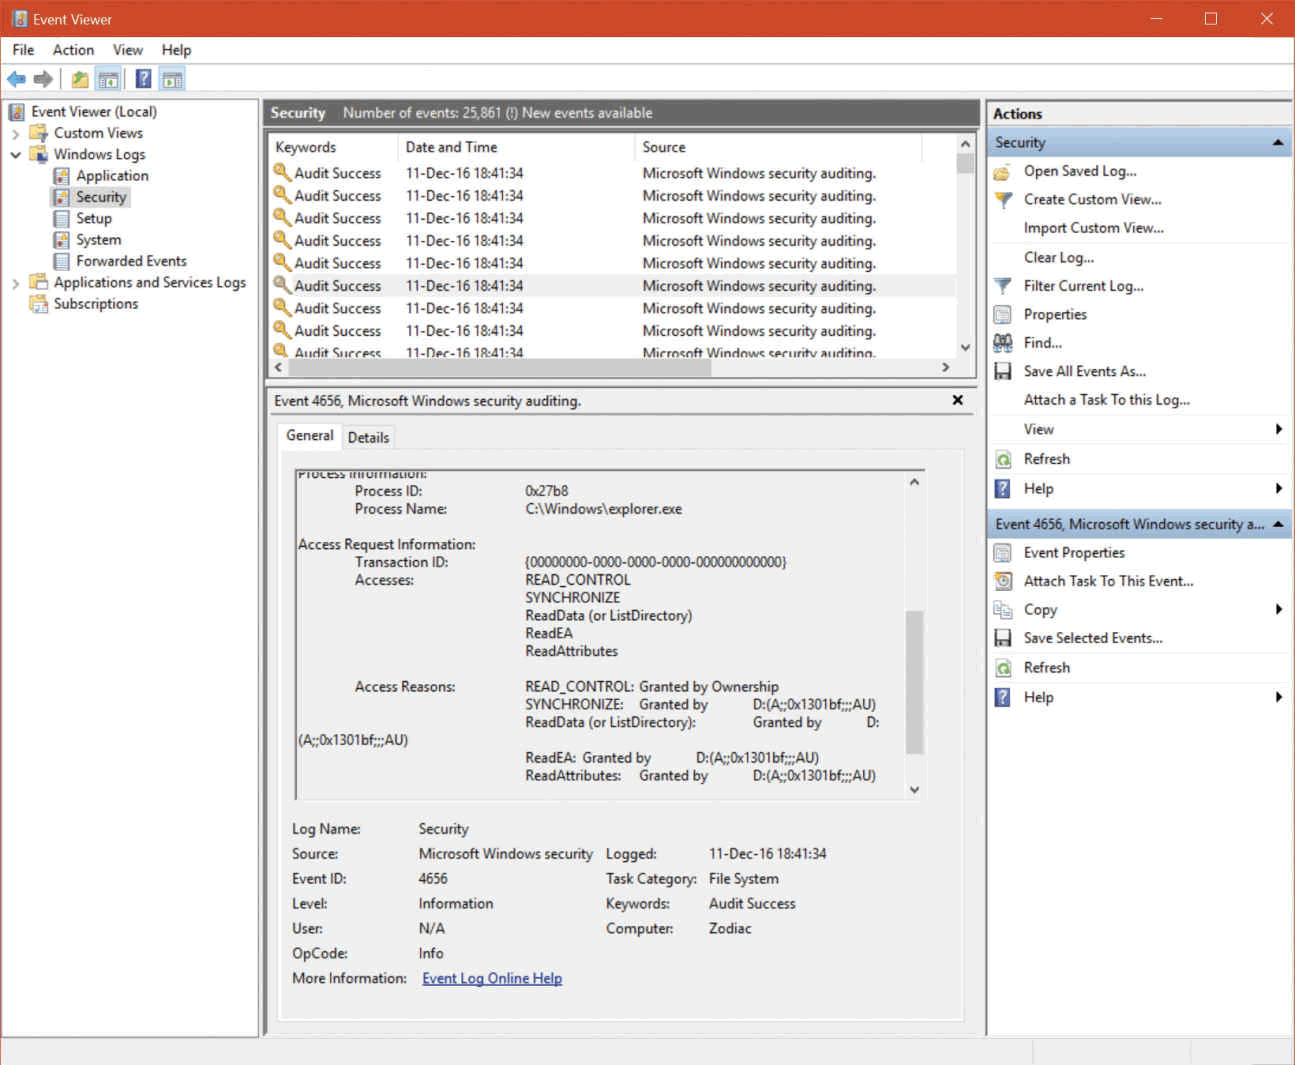 Event Viewer
File Action View Help
Event Viewer (Local)
Custom Views
Windows Logs
Application
Security
Setup
System
Forwarded Events
Applications and Services Logs
Subscriptions
Security Number of events: 25,861 (!) New events available
Keywords Date and Time Source
Audit Success 11-Dec-16 18:41:34 Microsoft Windows security auditing.
Audit Success 11-Dec-16 18:41:34 Microsoft Windows security auditing.
Audit Success 11-Dec-16 18:41:34 Microsoft Windows security auditing.
Audit Success 11-Dec-16 18:41:34 Microsoft Windows security auditing.
Audit Success 11-Dec-16 18:41:34 Microsoft Windows security auditing.
Audit Success 11-Dec-16 18:41:34 Microsoft Windows security auditing.
Audit Success 11-Dec-16 18:41:34 Microsoft Windows security auditing.
Audit Success 11-Dec-16 18:41:34 Microsoft Windows security auditing.
Audit Success 11-Dec-16 18:41:34 Microsoft Windows security auditing.
Event 4656, Microsoft Windows security auditing.
General Details
Process Information:
Process ID: 0x27b8
Process Name: C:\Windows\explorer.exe
Access Request Information:
Transaction ID: {00000000-0000-0000-0000-000000000000}
Accesses: READ_CONTROL
SYNCHRONIZE
ReadData (or ListDirectory)
ReadEA
ReadAttributes
Access Reasons: READ_CONTROL: Granted by Ownership
SYNCHRONIZE: Granted by D:(A;;0x1301bf;;;AU)
ReadData (or ListDirectory): Granted by D:
(A;;0x1301bf;;;AU)
ReadEA: Granted by D:(A;;0x1301bf;;;AU)
ReadAttributes: Granted by D:(A;;0x1301bf;;;AU)
Log Name: Security
Source: Microsoft Windows security Logged: 11-Dec-16 18:41:34
Event ID: 4656 Task Category: File System
Level: Information Keywords: Audit Success
User: N/A Computer: Zodiac
OpCode: Info
More Information: Event Log Online Help
Actions
Security
Open Saved Log...
Create Custom View...
Import Custom View...
Clear Log...
Filter Current Log...
Properties
Find...
Save All Events As...
Attach a Task To this Log...
View
Refresh
Help
Event 4656, Microsoft Windows security a...
Event Properties
Attach Task To This Event...
Copy
Save Selected Events...
Refresh
Help